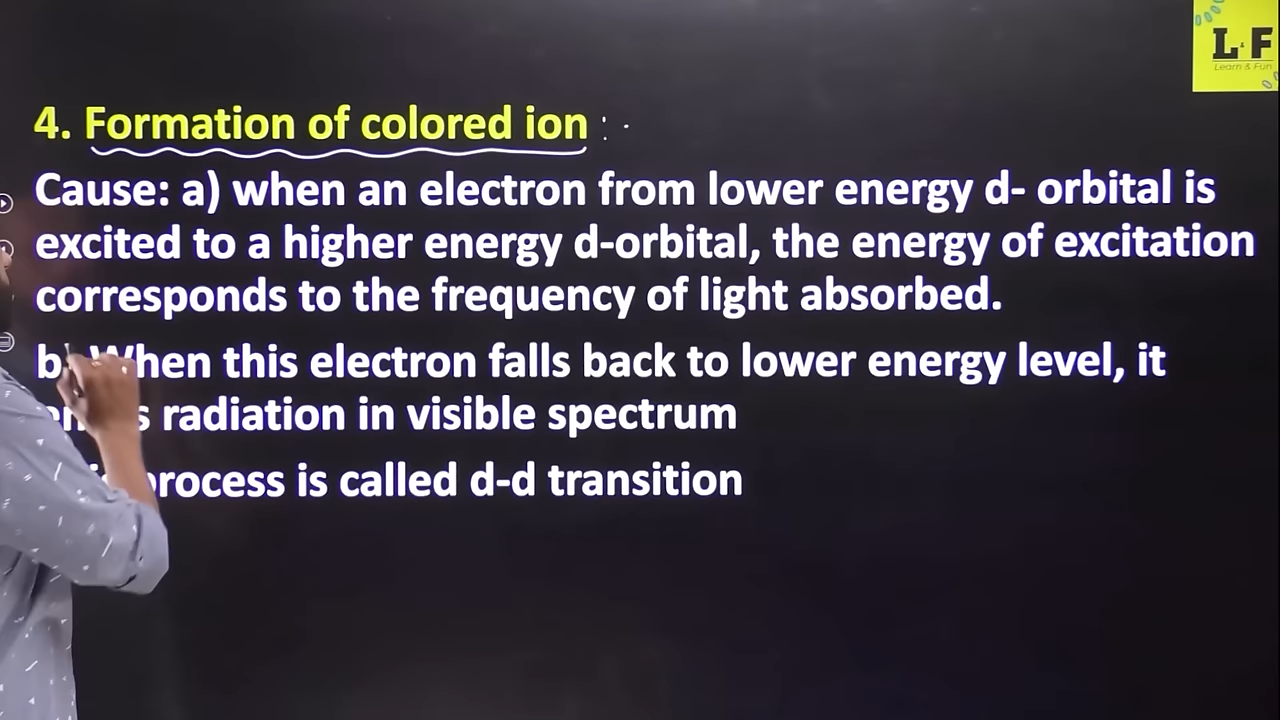 L&F
Learn & Fun
4. Formation of colored ion :
Cause: a) when an electron from lower energy d- orbital is
excited to a higher energy d-orbital, the energy of excitation
corresponds to the frequency of light absorbed.
b) When this electron falls back to lower energy level, it
radiation in visible spectrum
process is called d-d transition